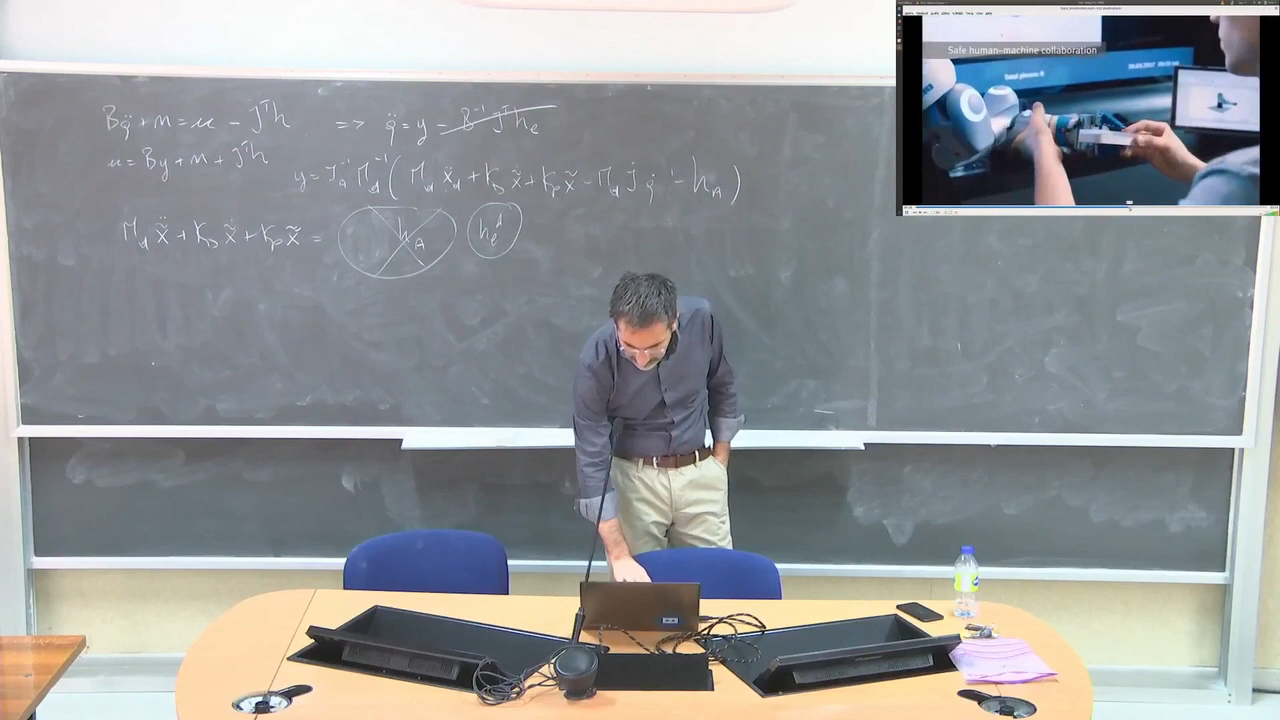 Bq̈ + n = u - Jᵀh => q̈ = y - B⁻¹Jᵀhₑ
u = By + n + Jᵀh
y = J_A⁻¹ M_d⁻¹ ( M_d ẍ_d + K_D x̃̇ + K_P x̃ - M_d J̇ q̇ - h_A )
M_d x̃̈ + K_D x̃̇ + K_P x̃ = h_A hₑᵈ
Safe human-machine collaboration